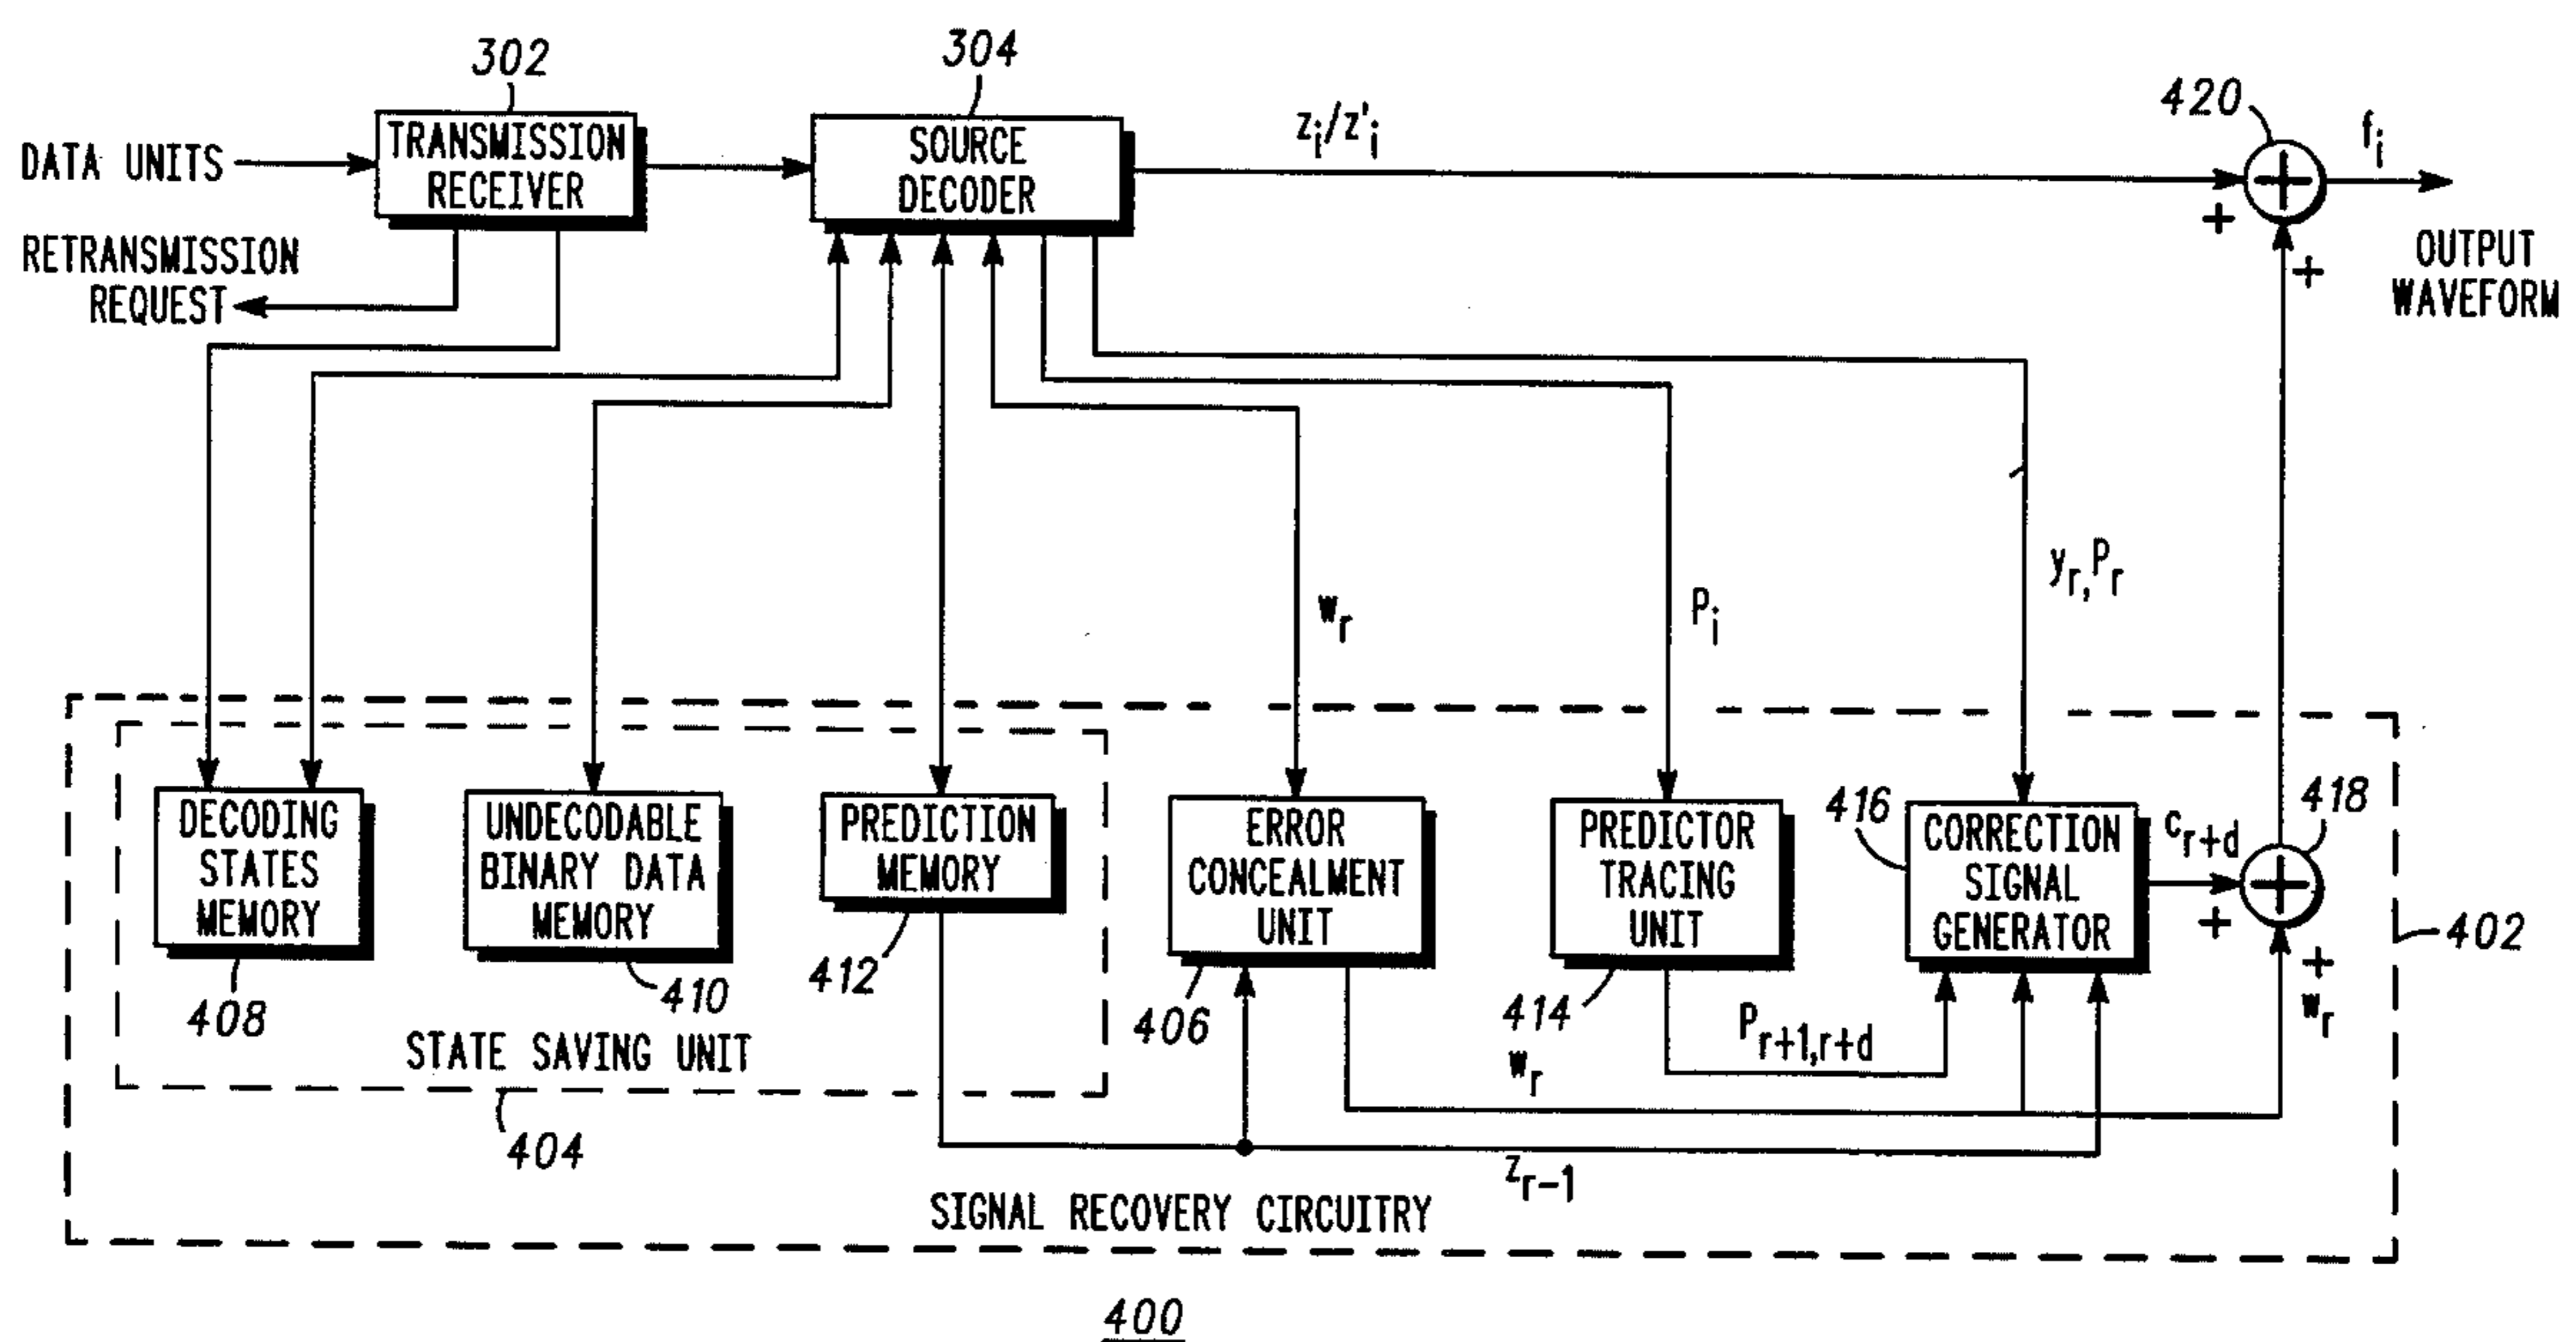 302
304
420
DATA UNITS
TRANSMISSION
RECEIVER
SOURCE
DECODER
z_i/z'_i
f_i
+
+
OUTPUT
WAVEFORM
RETRANSMISSION
REQUEST
w_r
P_i
y_r, P_r
DECODING
STATES
MEMORY
UNDECODABLE
BINARY DATA
MEMORY
PREDICTION
MEMORY
ERROR
CONCEALMENT
UNIT
PREDICTOR
TRACING
UNIT
416
CORRECTION
SIGNAL
GENERATOR
c_{r+d}
+
418
402
408
410
412
406
414
w_r
P_{r+1,r+d}
+
w_r
STATE SAVING UNIT
404
z_{r-1}
SIGNAL RECOVERY CIRCUITRY
400